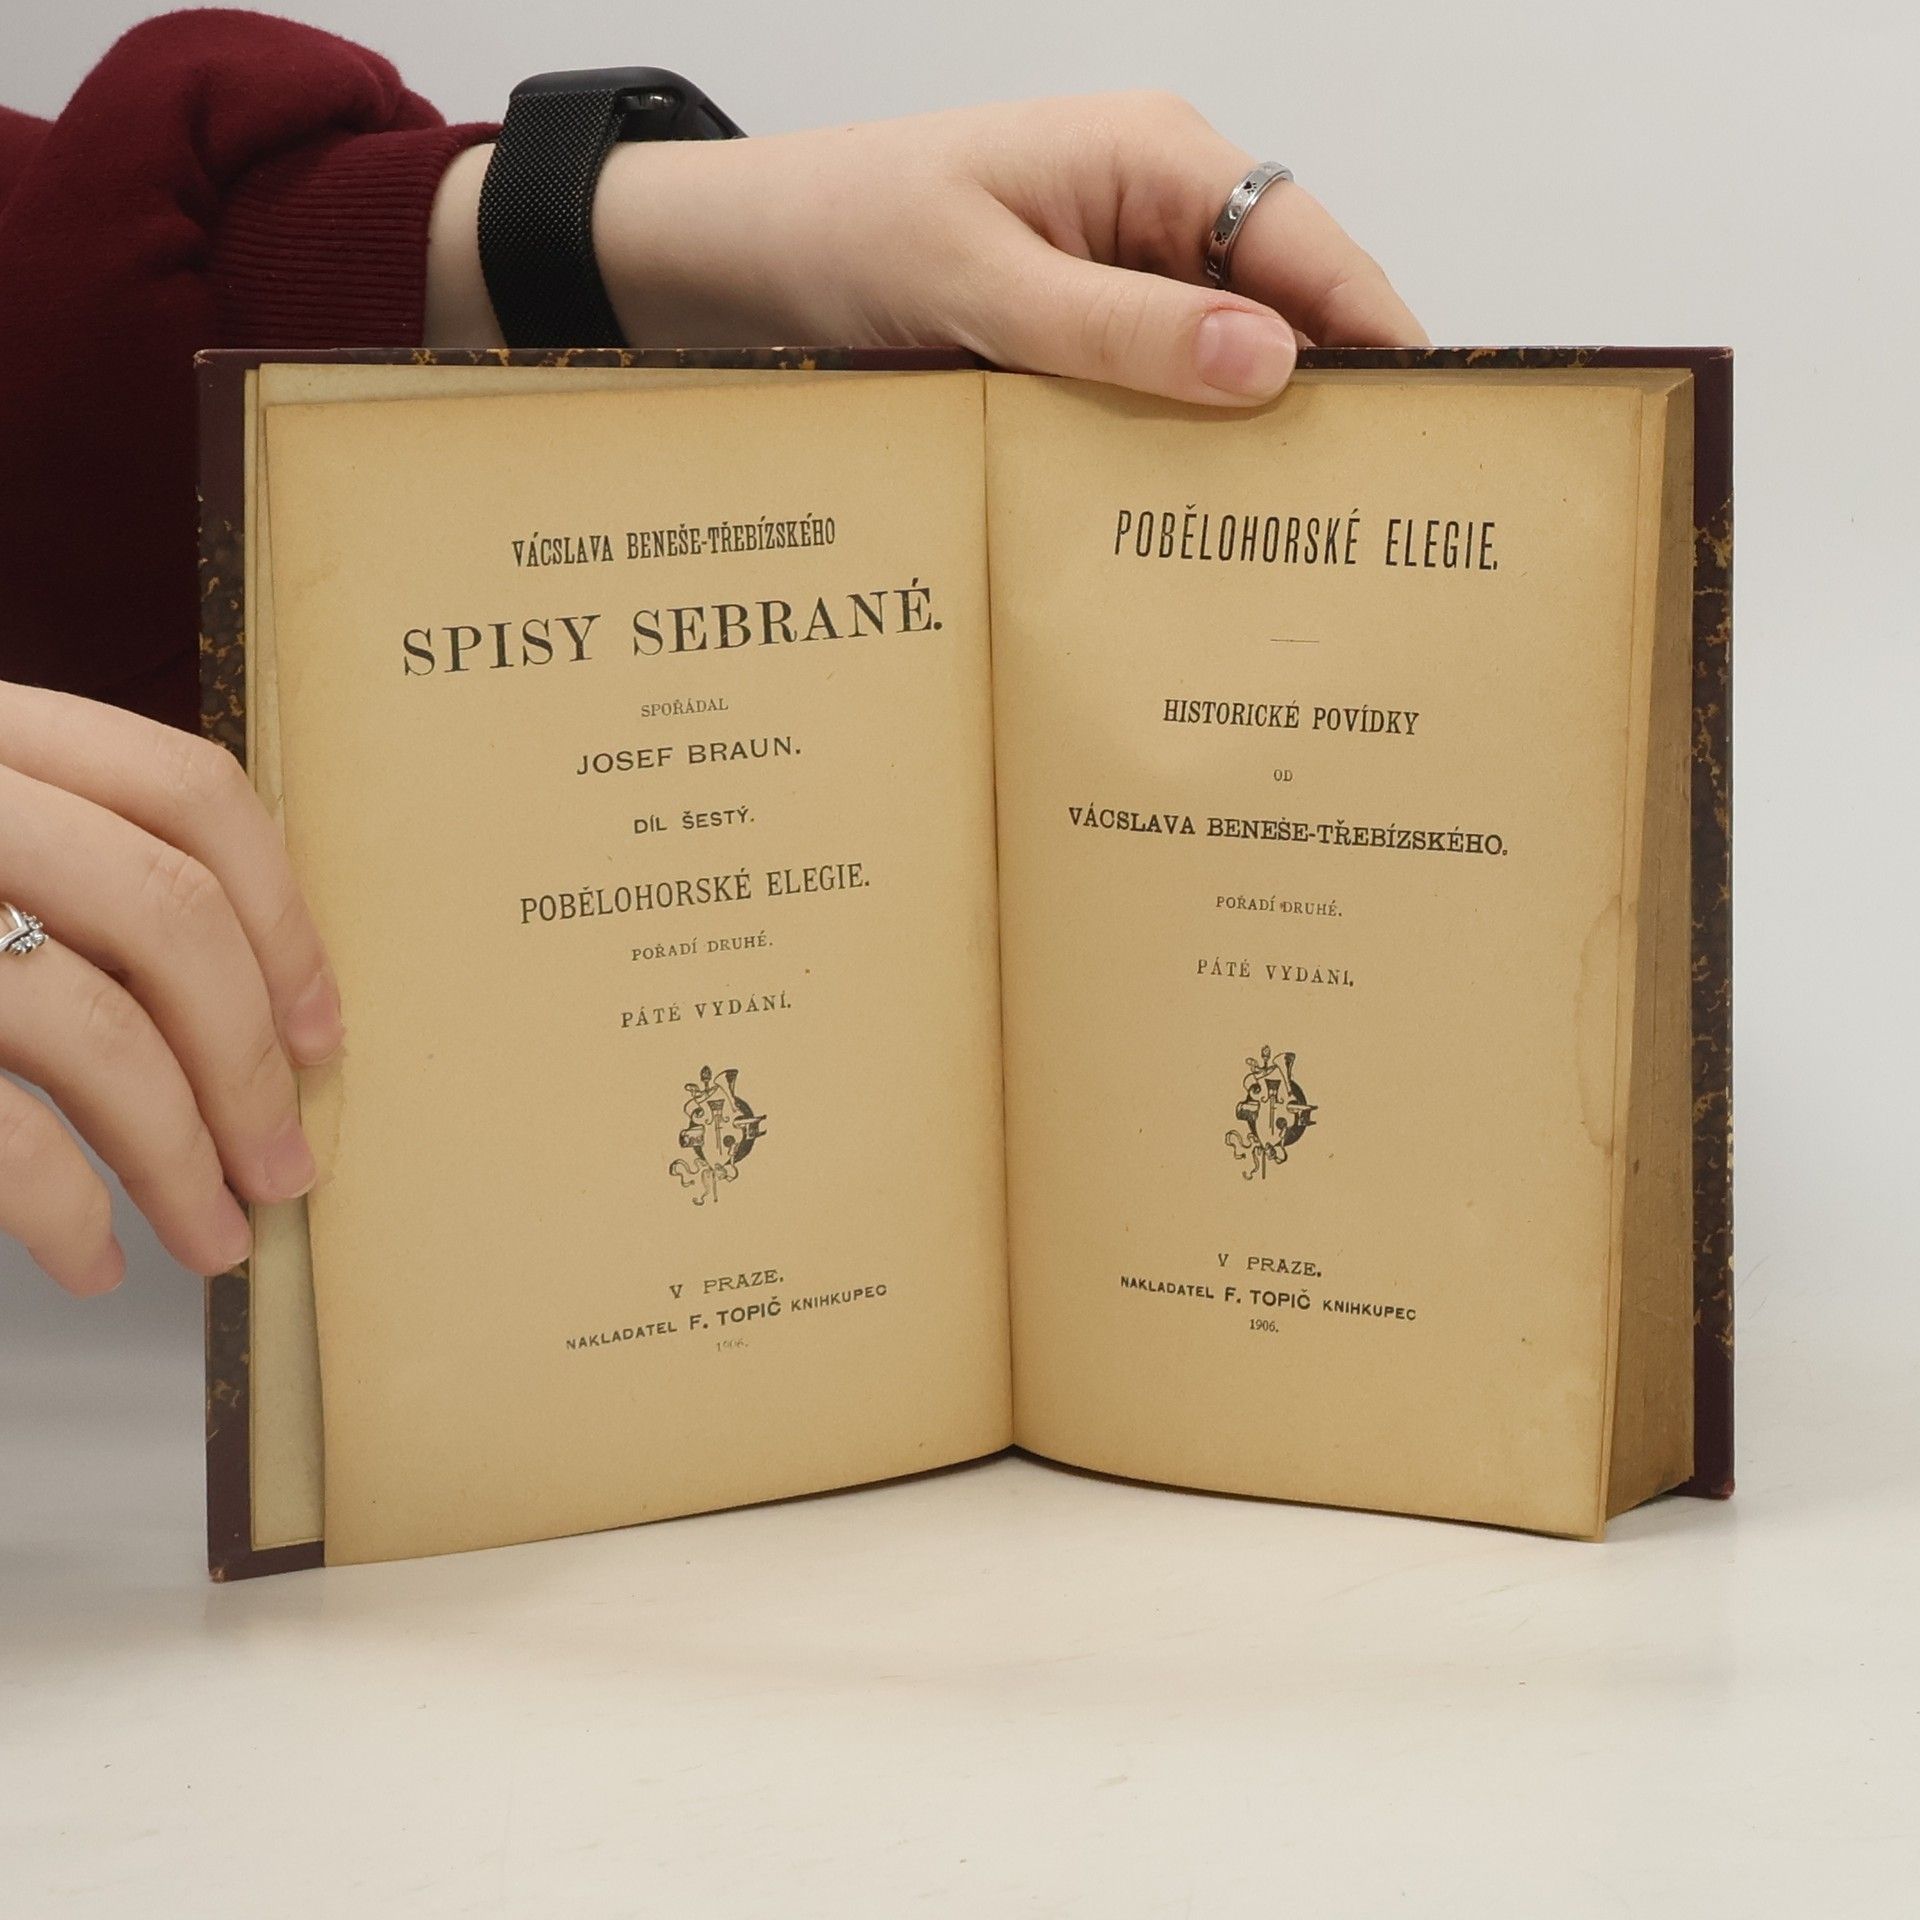 VÁCSLAVA BENEŠE-TŘEBÍZSKÉHO
SPISY SEBRANÉ.
SPOŘÁDAL
JOSEF BRAUN.
DÍL ŠESTÝ.
POBĚLOHORSKÉ ELEGIE.
POŘADÍ DRUHÉ.
PÁTÉ VYDÁNÍ.
V PRAZE.
NAKLADATEL F. TOPIČ KNIHKUPEC
1906.
POBĚLOHORSKÉ ELEGIE.
HISTORICKÉ POVÍDKY
OD
VÁCSLAVA BENEŠE-TŘEBÍZSKÉHO.
POŘADÍ DRUHÉ.
PÁTÉ VYDÁNÍ.
V PRAZE.
NAKLADATEL F. TOPIČ KNIHKUPEC
1906.